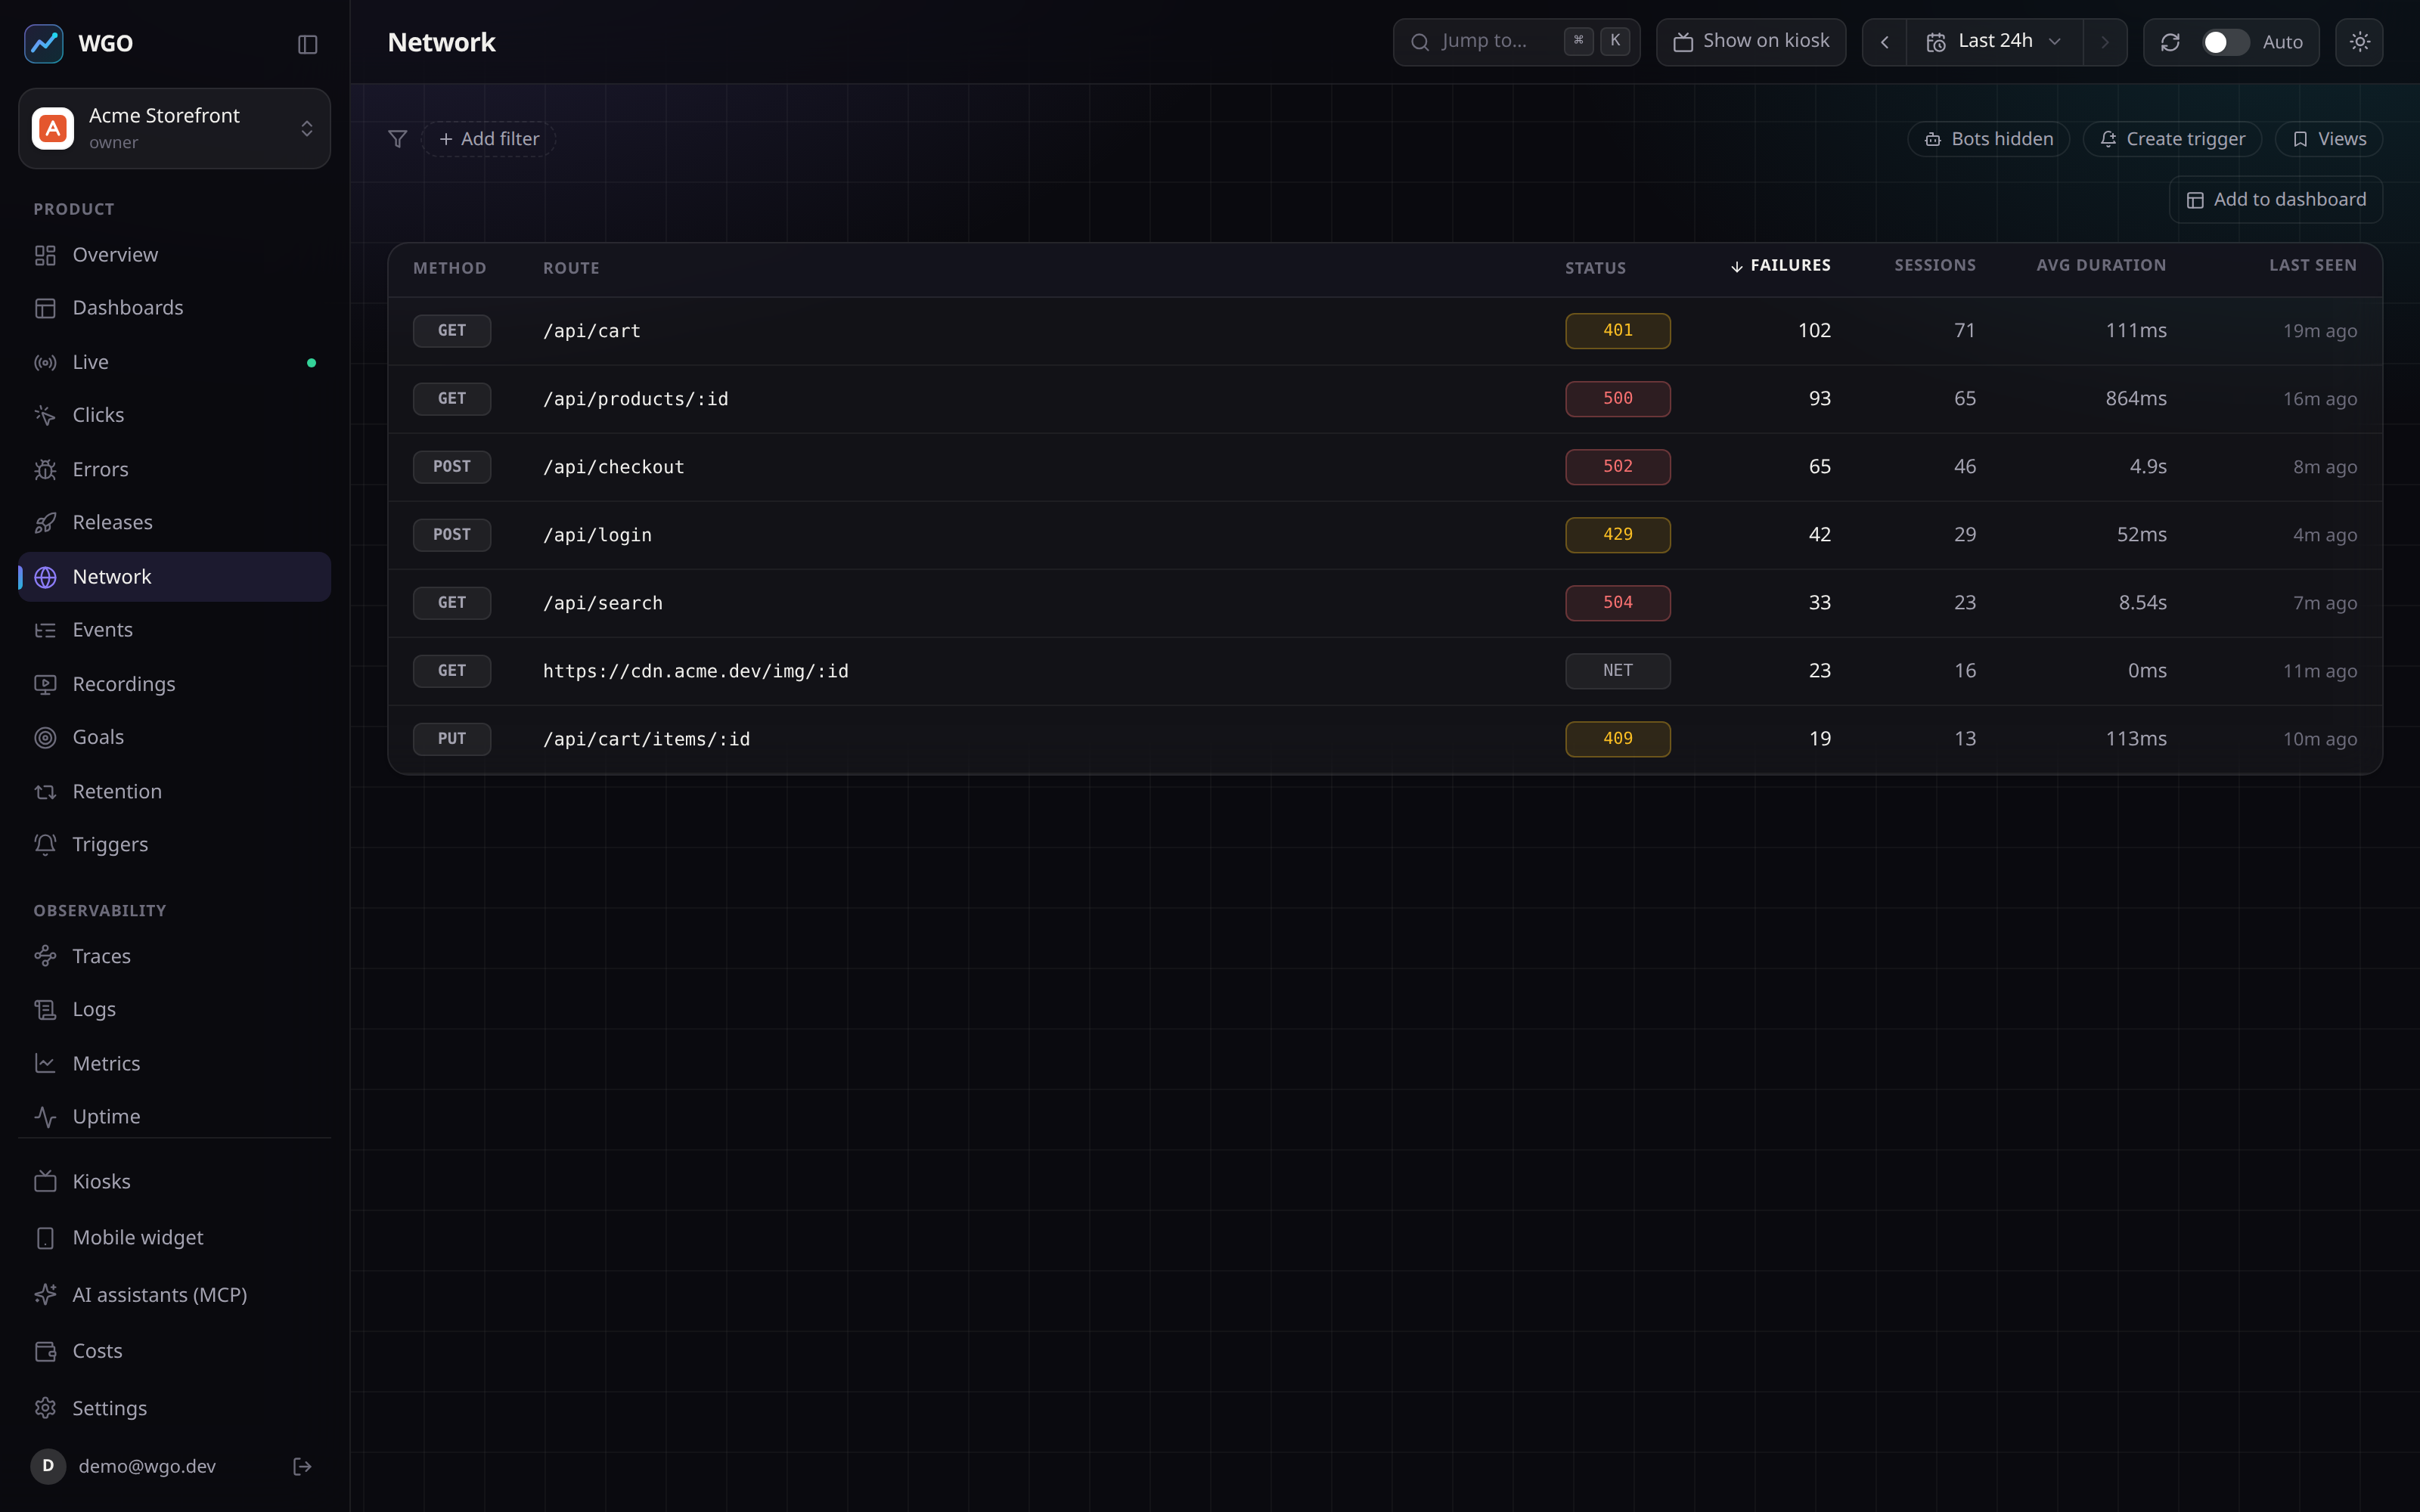 WGO
Acme Storefront
owner
PRODUCT
Overview
Dashboards
Live
Clicks
Errors
Releases
Network
Events
Recordings
Goals
Retention
Triggers
OBSERVABILITY
Traces
Logs
Metrics
Uptime
Kiosks
Mobile widget
AI assistants (MCP)
Costs
Settings
D demo@wgo.dev
Network
Jump to... ⌘ K
Show on kiosk
Last 24h
Auto
Add filter
Bots hidden
Create trigger
Views
Add to dashboard
METHOD ROUTE STATUS ↓ FAILURES SESSIONS AVG DURATION LAST SEEN
GET /api/cart 401 102 71 111ms 19m ago
GET /api/products/:id 500 93 65 864ms 16m ago
POST /api/checkout 502 65 46 4.9s 8m ago
POST /api/login 429 42 29 52ms 4m ago
GET /api/search 504 33 23 8.54s 7m ago
GET https://cdn.acme.dev/img/:id NET 23 16 0ms 11m ago
PUT /api/cart/items/:id 409 19 13 113ms 10m ago